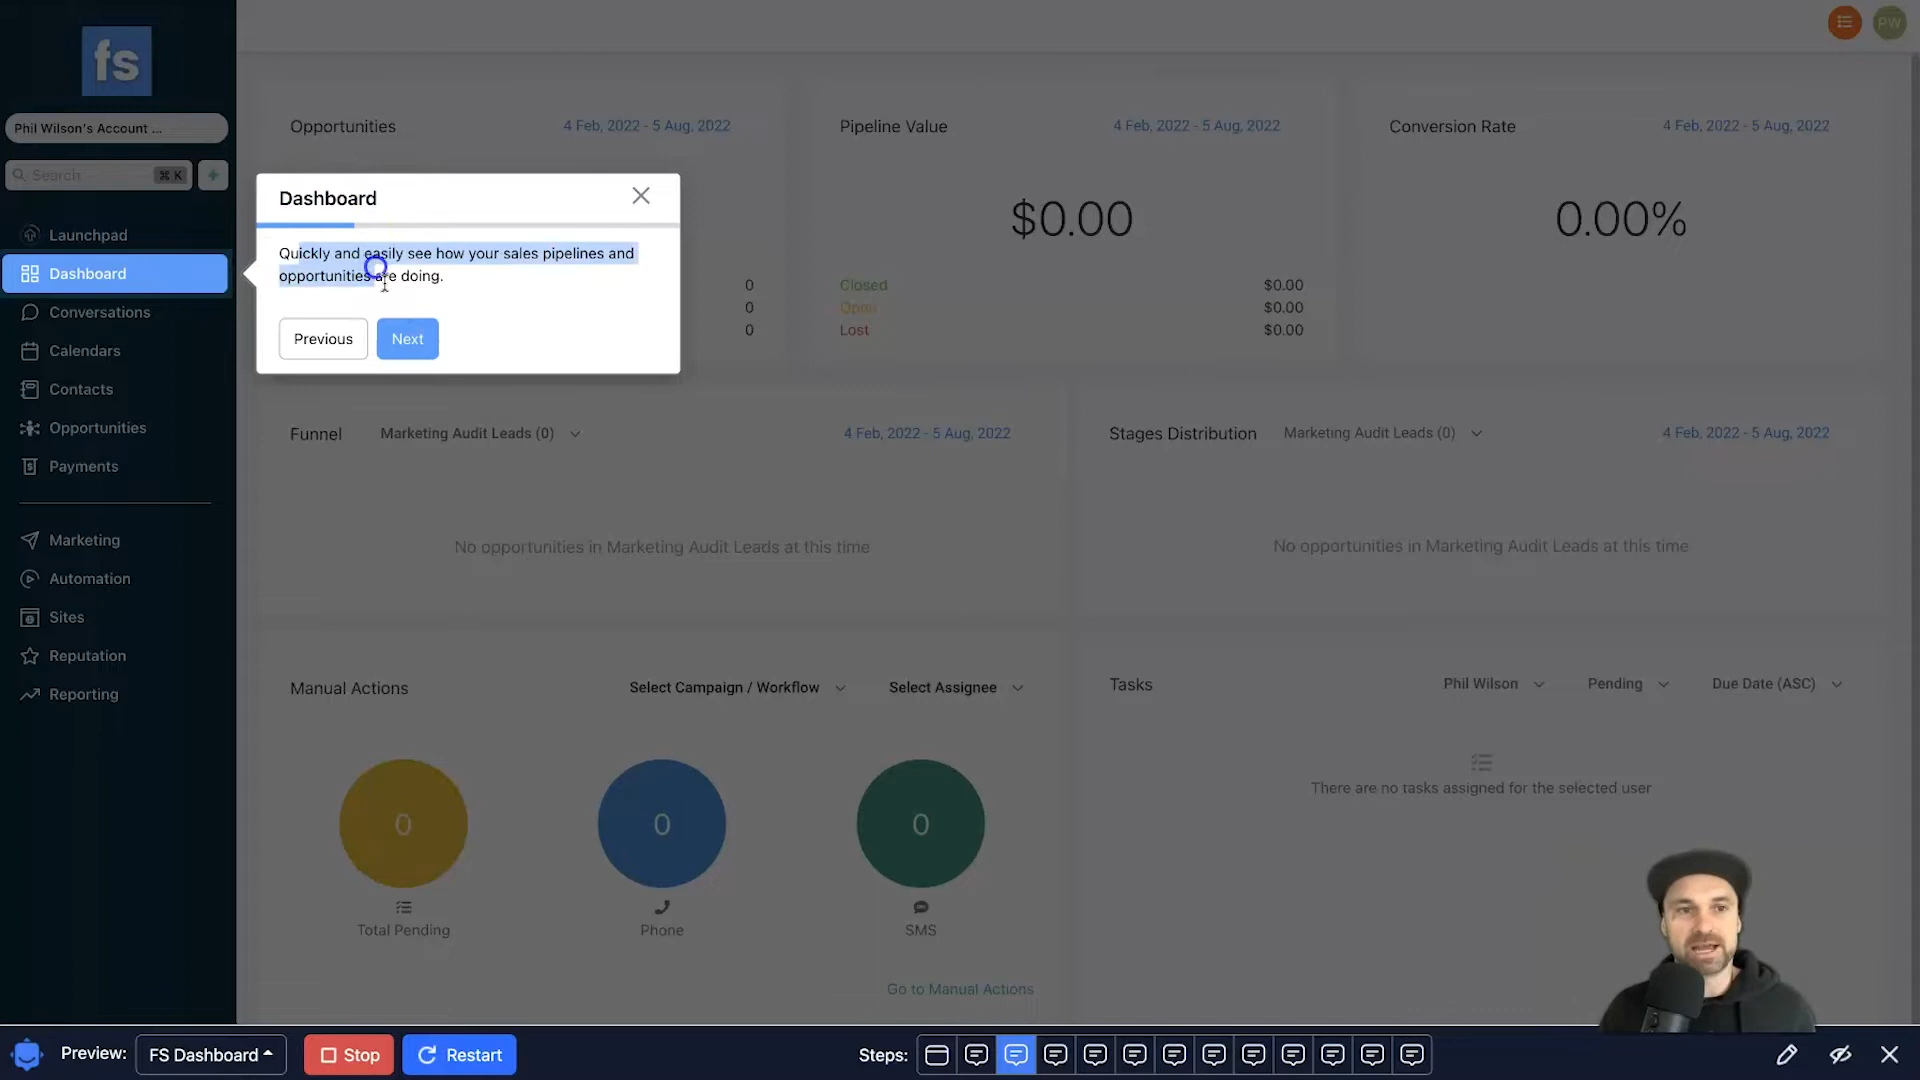 PW
fs
Phil Wilson's Account ...
Search
⌘ K
Launchpad
Dashboard
Conversations
Calendars
Contacts
Opportunities
Payments
Marketing
Automation
Sites
Reputation
Reporting
Opportunities
4 Feb, 2022 - 5 Aug, 2022
0
0
0
Dashboard
Quickly and easily see how your sales pipelines and
opportunities are doing.
Previous
Next
Pipeline Value
4 Feb, 2022 - 5 Aug, 2022
$0.00
Closed $0.00
Open $0.00
Lost $0.00
Conversion Rate
4 Feb, 2022 - 5 Aug, 2022
0.00%
Funnel
Marketing Audit Leads (0)
4 Feb, 2022 - 5 Aug, 2022
No opportunities in Marketing Audit Leads at this time
Stages Distribution
Marketing Audit Leads (0)
4 Feb, 2022 - 5 Aug, 2022
No opportunities in Marketing Audit Leads at this time
Manual Actions
Select Campaign / Workflow
Select Assignee
0
Total Pending
0
Phone
0
SMS
Go to Manual Actions
Tasks
Phil Wilson
Pending
Due Date (ASC)
There are no tasks assigned for the selected user
Preview:
FS Dashboard
Stop
Restart
Steps: